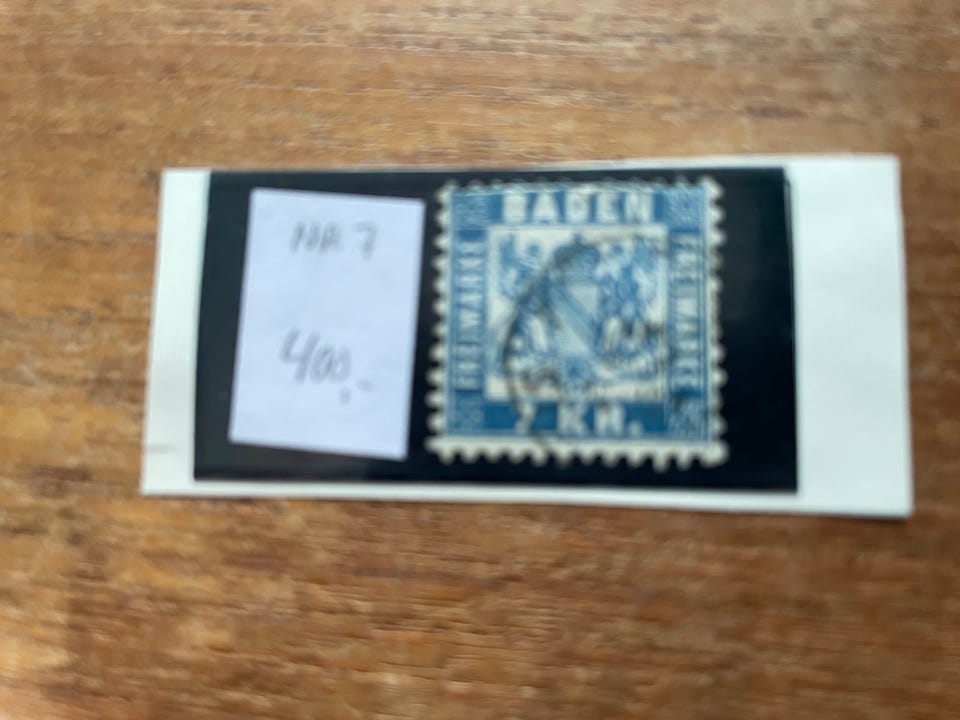 NR 7
400,-
BADEN
FREIMARKE
FREIMARKE
KR.